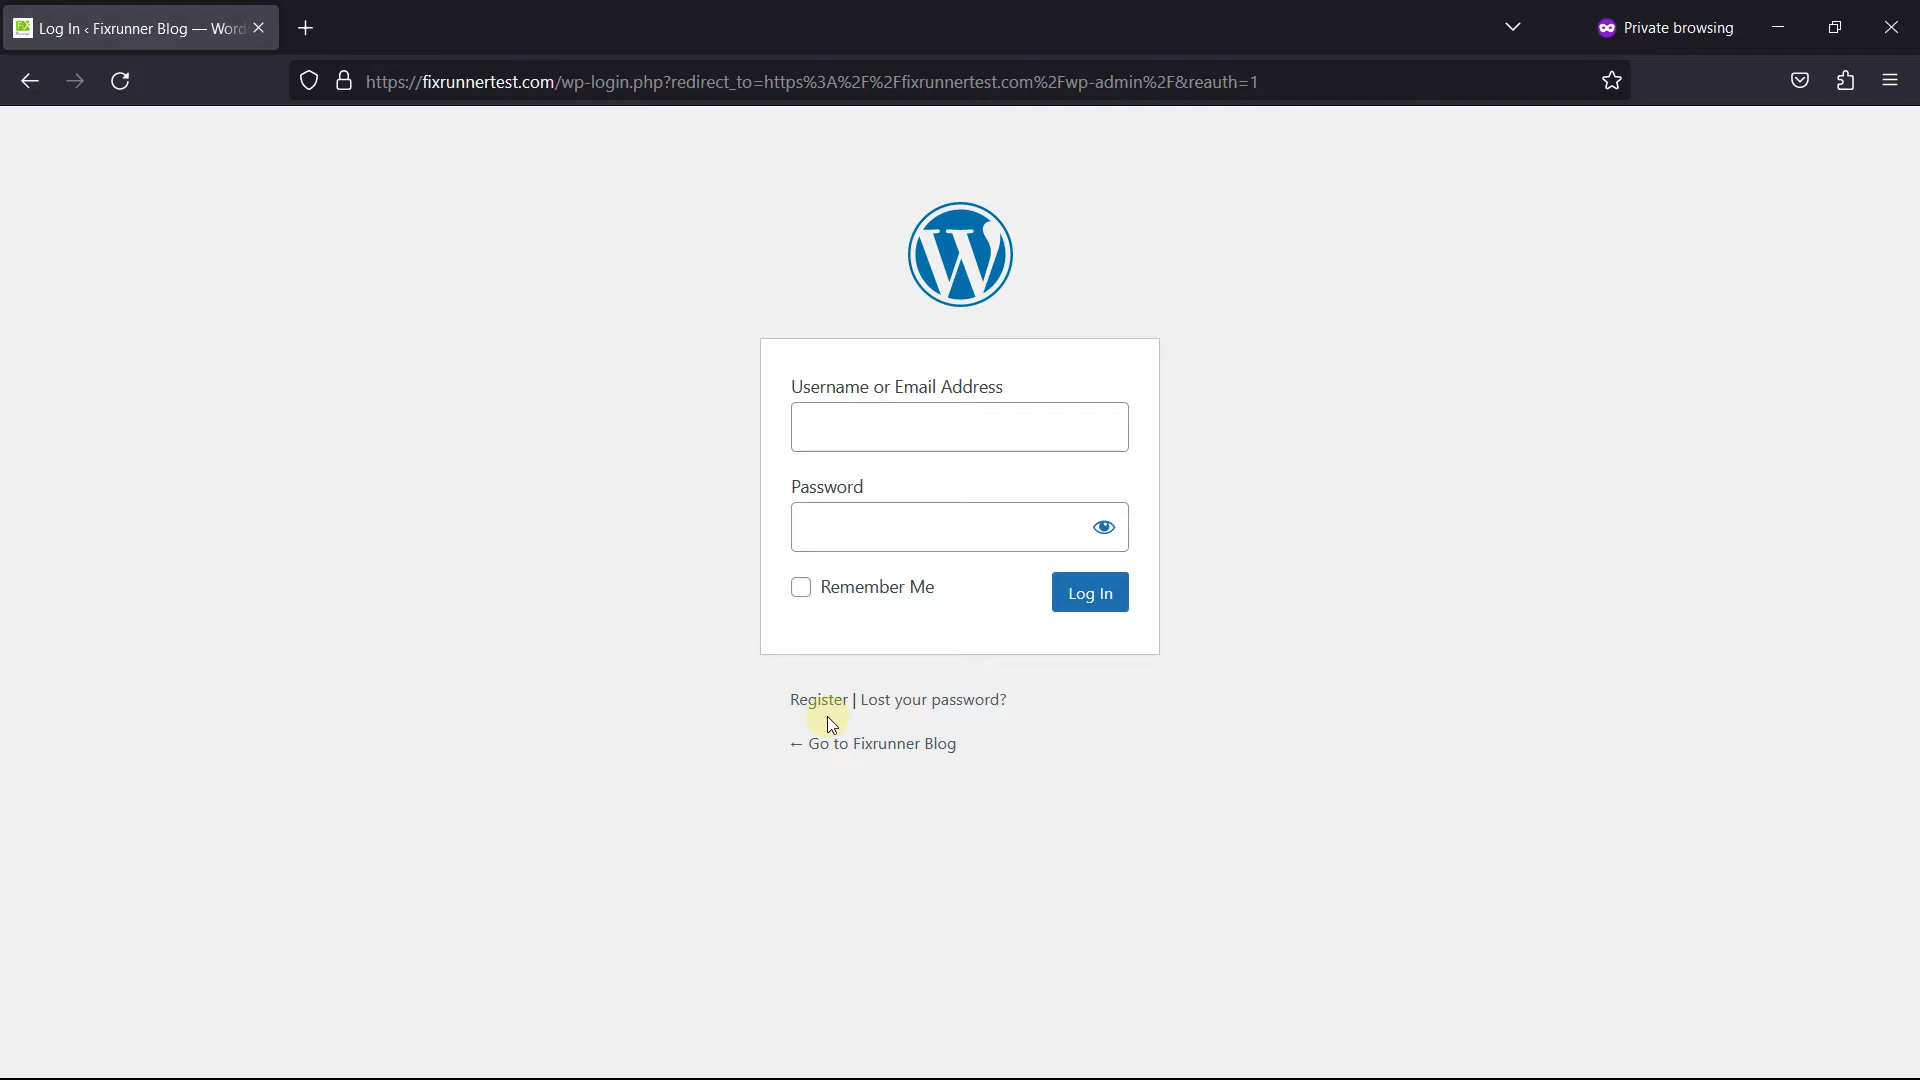 Log In ‹ Fixrunner Blog — Word
Private browsing
https://fixrunnertest.com/wp-login.php?redirect_to=https%3A%2F%2Ffixrunnertest.com%2Fwp-admin%2F&reauth=1
Username or Email Address
Password
Remember Me
Log In
Register | Lost your password?
← Go to Fixrunner Blog